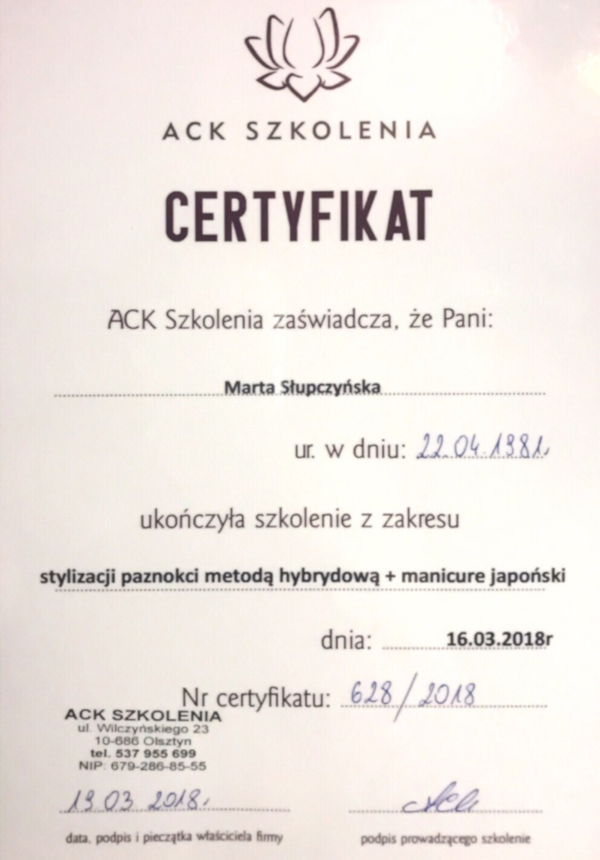 ACK SZKOLENIA
CERTYFIKAT
ACK Szkolenia zaświadcza, że Pani:
Marta Słupczyńska
ur. w dniu: 22.04.1981r
ukończyła szkolenie z zakresu
stylizacji paznokci metodą hybrydową + manicure japoński
dnia: 16.03.2018r
Nr certyfikatu: 628/2018
ACK SZKOLENIA
ul. Wilczyńskiego 23
10-686 Olsztyn
tel. 537 955 699
NIP: 679-286-85-55
19.03 2018r
data, podpis i pieczątka właściciela firmy
podpis prowadzącego szkolenie